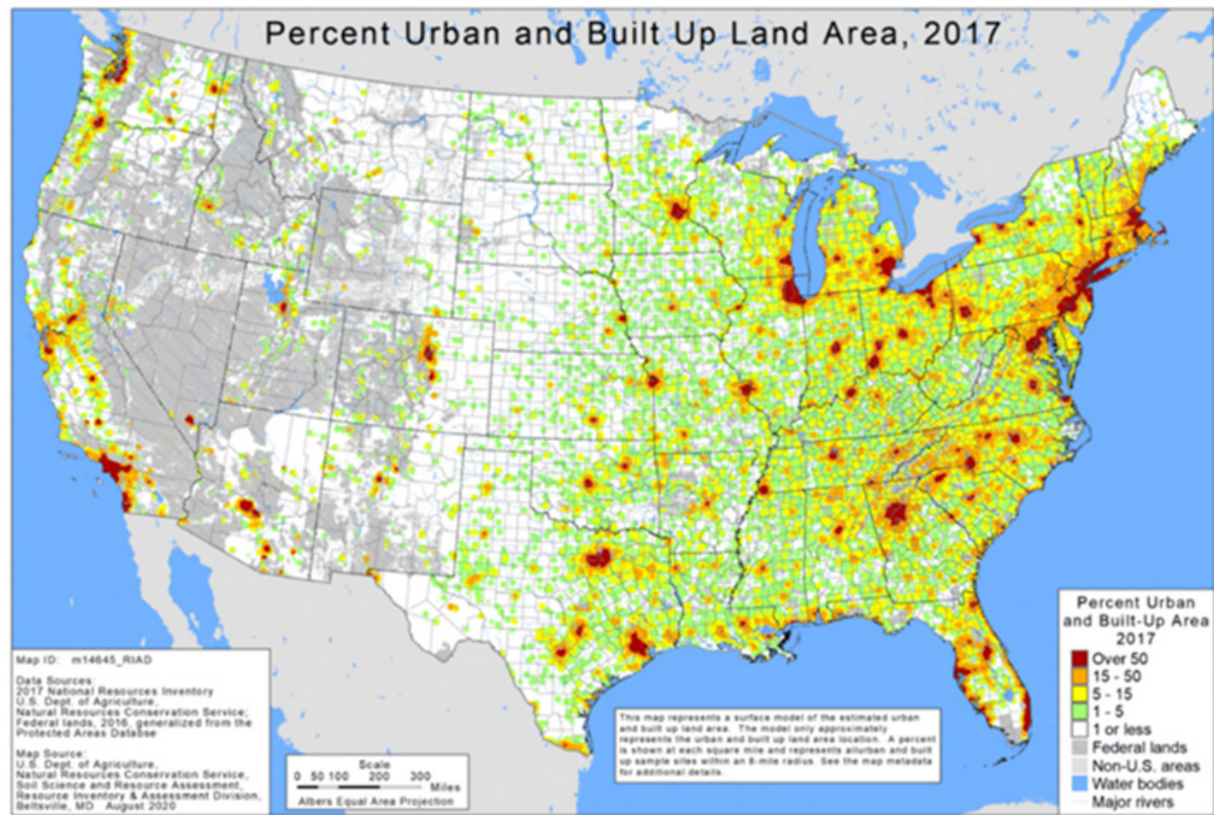 Percent Urban and Built Up Land Area, 2017
Map ID: m14645_RIAD
Data Sources:
2017 National Resources Inventory
U.S. Dept. of Agriculture,
Natural Resources Conservation Service;
Federal lands, 2016, generalized from the
Protected Areas Databse
Map Source:
U.S. Dept. of Agriculture,
Natural Resources Conservation Service,
Soil Science and Resource Assessment,
Resource Inventory & Assessment Division,
Beltsville, MD August 2020
Scale
0 50 100 200 300
Miles
Albers Equal Area Projection
This map represents a surface model of the estimated urban
and built up land area. The model only approximately
represents the urban and built up land area location. A percent
is shown at each square mile and represents allurban and built
up sample sites within an 8-mile radius. See the map metadata
for additional details.
Percent Urban
and Built-Up Area
2017
Over 50
15 - 50
5 - 15
1 - 5
1 or less
Federal lands
Non-U.S. areas
Water bodies
Major rivers